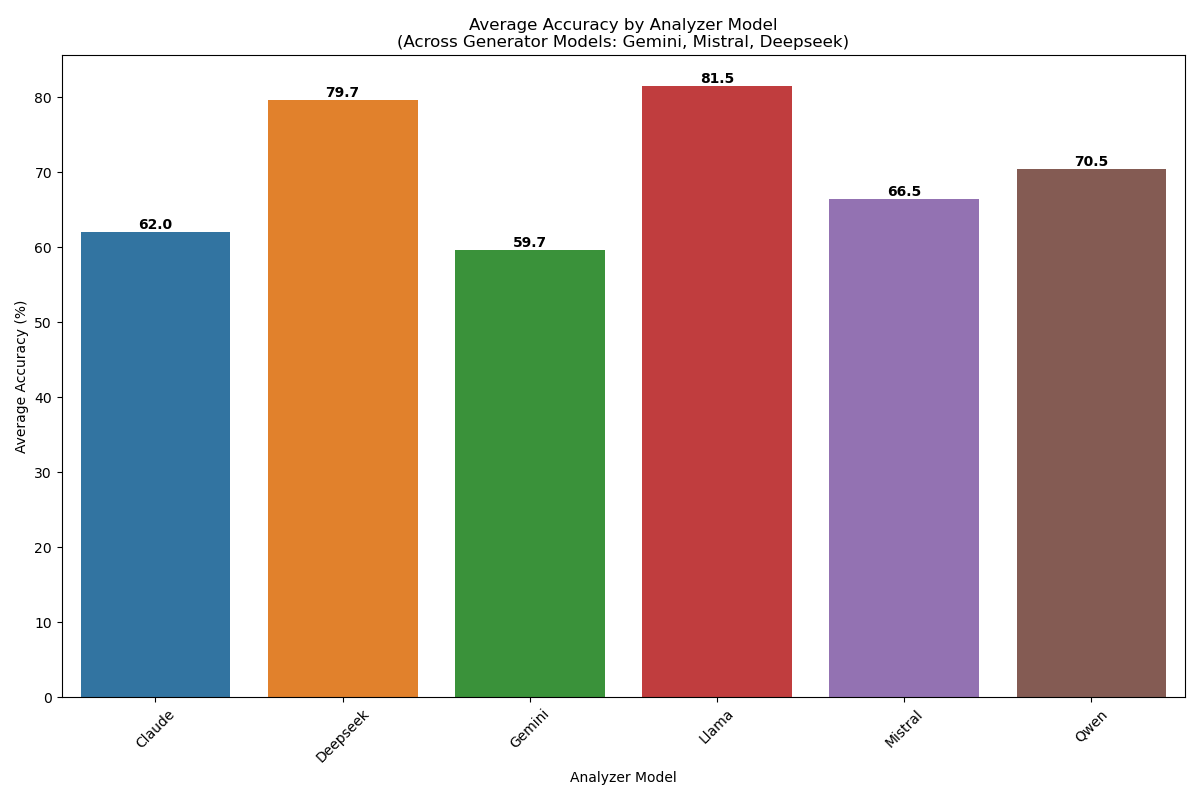 Average Accuracy by Analyzer Model
(Across Generator Models: Gemini, Mistral, Deepseek)
Average Accuracy (%)
80
70
60
50
40
30
20
10
0
62.0
79.7
59.7
81.5
66.5
70.5
Claude
Deepseek
Gemini
Llama
Mistral
Qwen
Analyzer Model